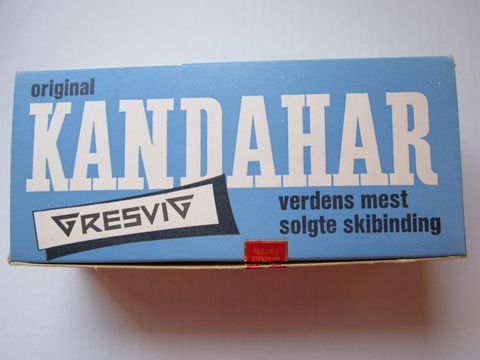 original
KANDAHAR
GRESVIG
verdens mest
solgte skibinding